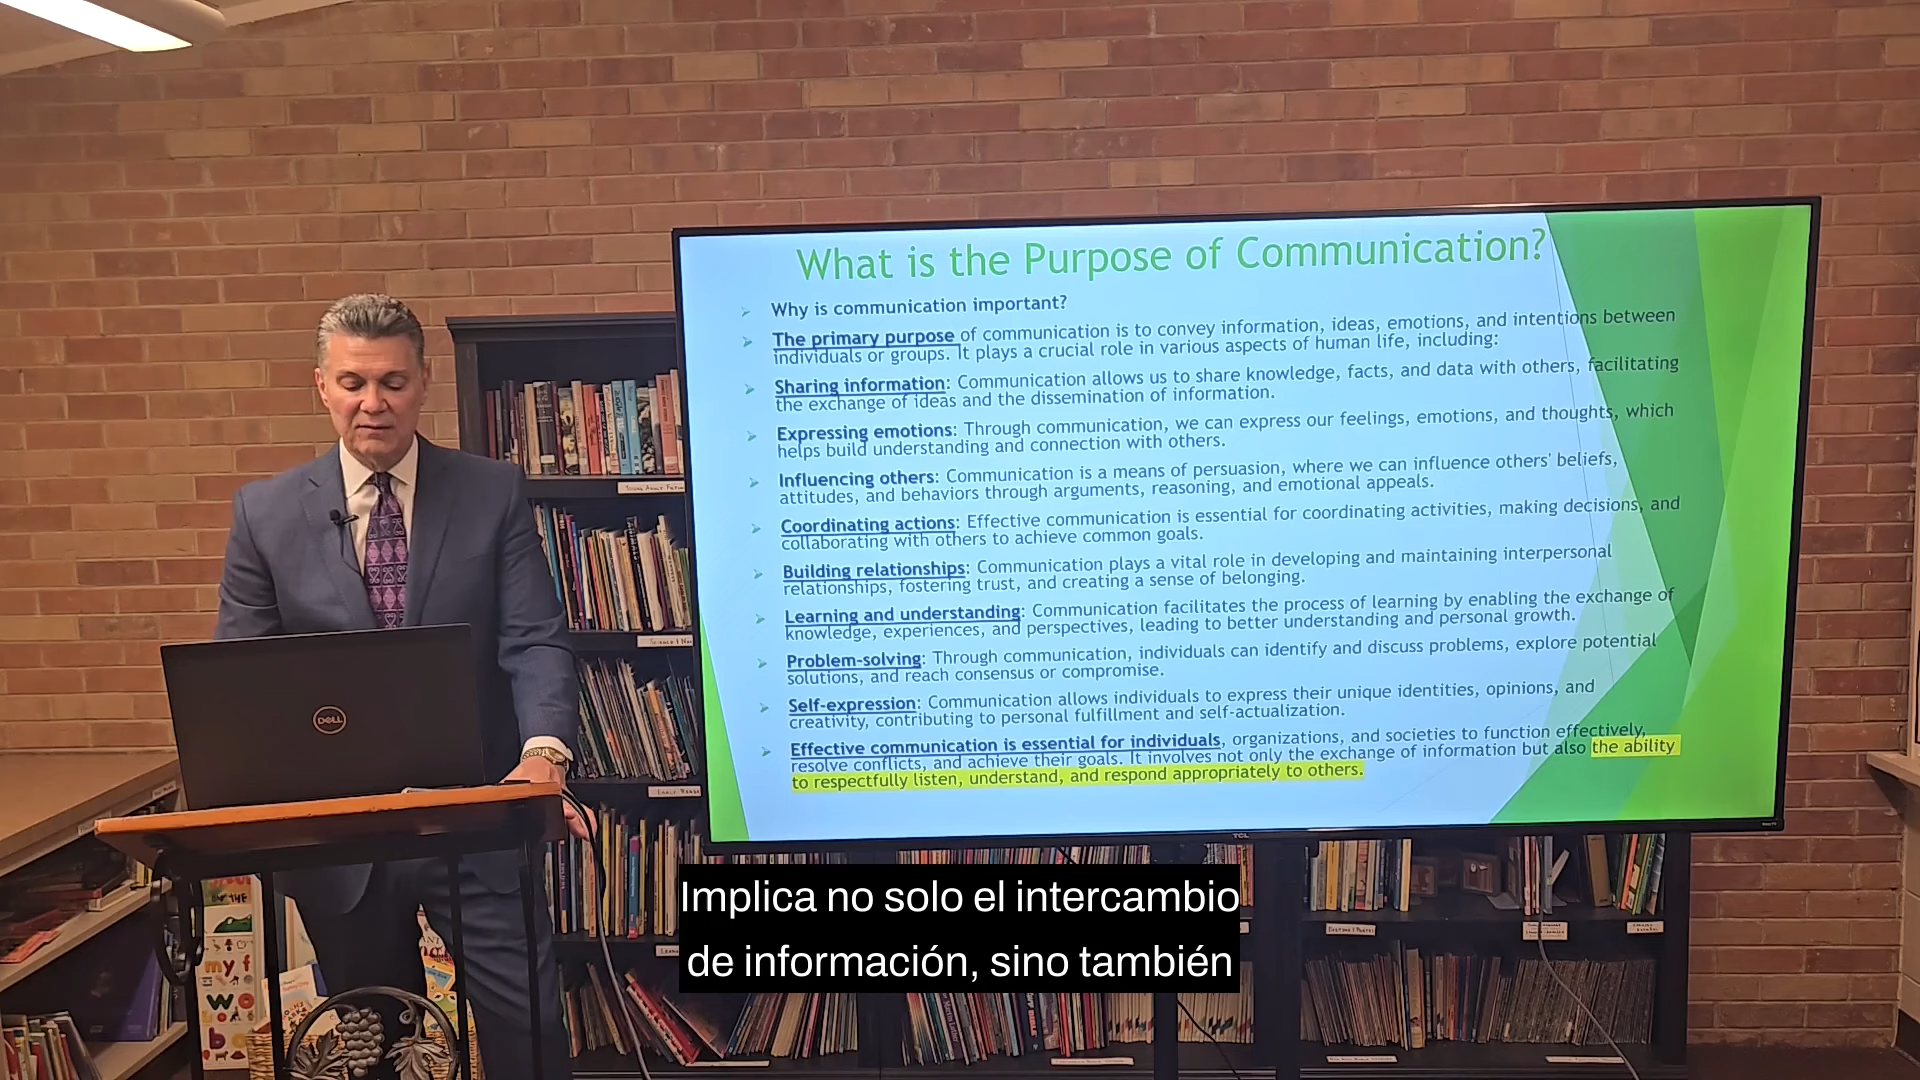 What is the Purpose of Communication?
Why is communication important?
The primary purpose of communication is to convey information, ideas, emotions, and intentions between
individuals or groups. It plays a crucial role in various aspects of human life, including:
Sharing information: Communication allows us to share knowledge, facts, and data with others, facilitating
the exchange of ideas and the dissemination of information.
Expressing emotions: Through communication, we can express our feelings, emotions, and thoughts, which
helps build understanding and connection with others.
Influencing others: Communication is a means of persuasion, where we can influence others' beliefs,
attitudes, and behaviors through arguments, reasoning, and emotional appeals.
Coordinating actions: Effective communication is essential for coordinating activities, making decisions, and
collaborating with others to achieve common goals.
Building relationships: Communication plays a vital role in developing and maintaining interpersonal
relationships, fostering trust, and creating a sense of belonging.
Learning and understanding: Communication facilitates the process of learning by enabling the exchange of
knowledge, experiences, and perspectives, leading to better understanding and personal growth.
Problem-solving: Through communication, individuals can identify and discuss problems, explore potential
solutions, and reach consensus or compromise.
Self-expression: Communication allows individuals to express their unique identities, opinions, and
creativity, contributing to personal fulfillment and self-actualization.
Effective communication is essential for individuals, organizations, and societies to function effectively,
resolve conflicts, and achieve their goals. It involves not only the exchange of information but also the ability
to respectfully listen, understand, and respond appropriately to others.
TCL
DELL
Implica no solo el intercambio
de información, sino también